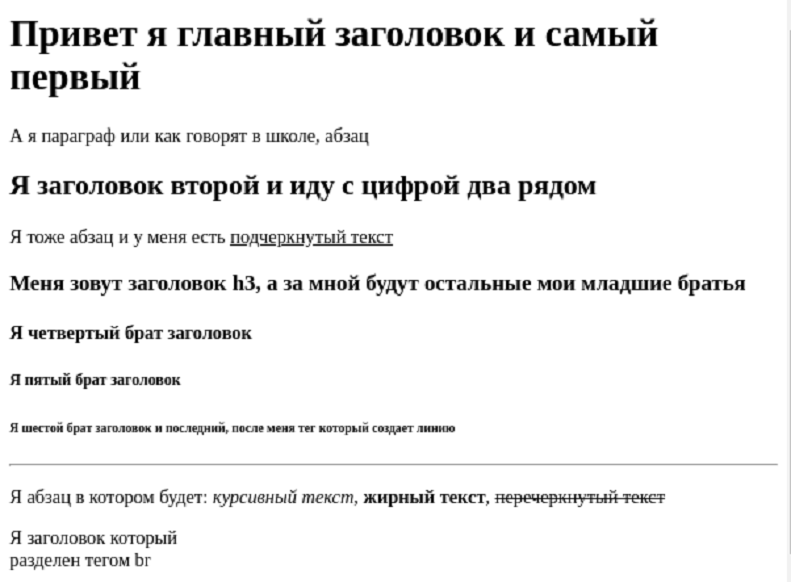 Привет я главный заголовок и самый
первый
А я параграф или как говорят в школе, абзац
Я заголовок второй и иду с цифрой два рядом
Я тоже абзац и у меня есть подчеркнутый текст
Меня зовут заголовок h3, а за мной будут остальные мои младшие братья
Я четвертый брат заголовок
Я пятый брат заголовок
Я шестой брат заголовок и последний, после меня тег который создает линию
Я абзац в котором будет: курсивный текст, жирный текст, перечеркнутый текст
Я заголовок который
разделен тегом br